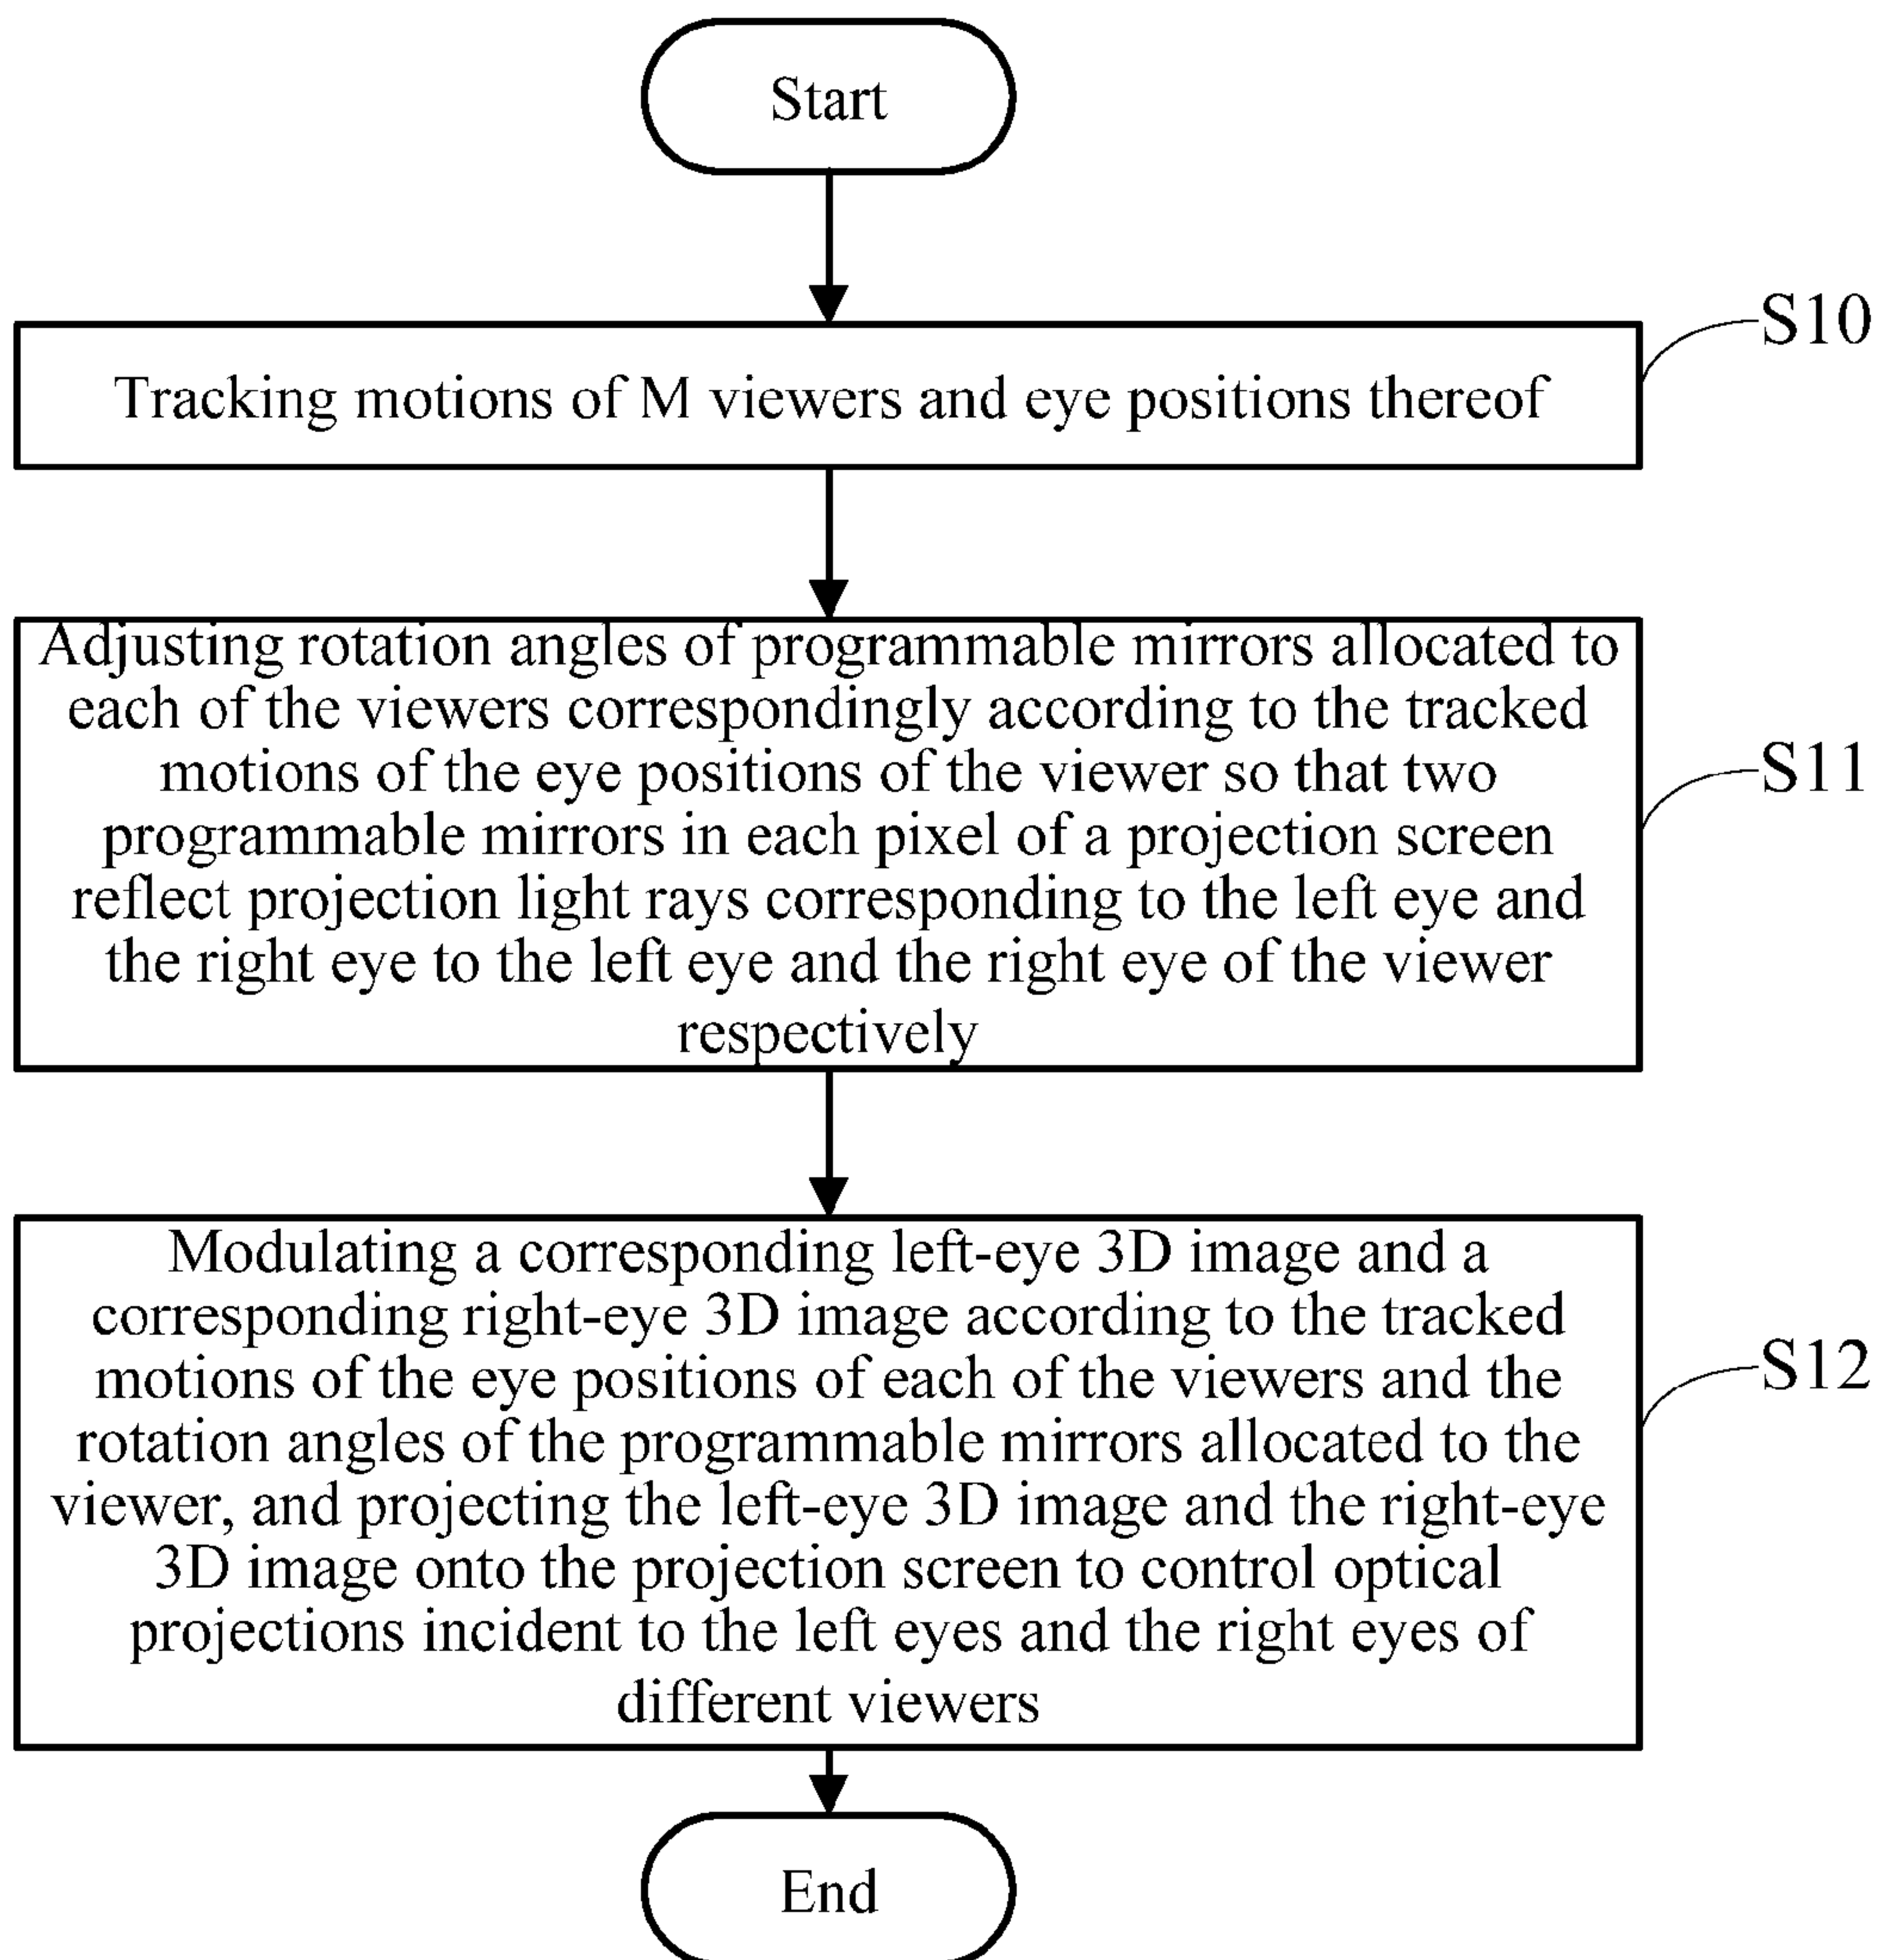 Start
S10
Tracking motions of M viewers and eye positions thereof
Adjusting rotation angles of programmable mirrors allocated to
each of the viewers correspondingly according to the tracked
motions of the eye positions of the viewer so that two
programmable mirrors in each pixel of a projection screen
reflect projection light rays corresponding to the left eye and
the right eye to the left eye and the right eye of the viewer
respectively
S11
Modulating a corresponding left-eye 3D image and a
corresponding right-eye 3D image according to the tracked
motions of the eye positions of each of the viewers and the
rotation angles of the programmable mirrors allocated to the
viewer, and projecting the left-eye 3D image and the right-eye
3D image onto the projection screen to control optical
projections incident to the left eyes and the right eyes of
different viewers
S12
End